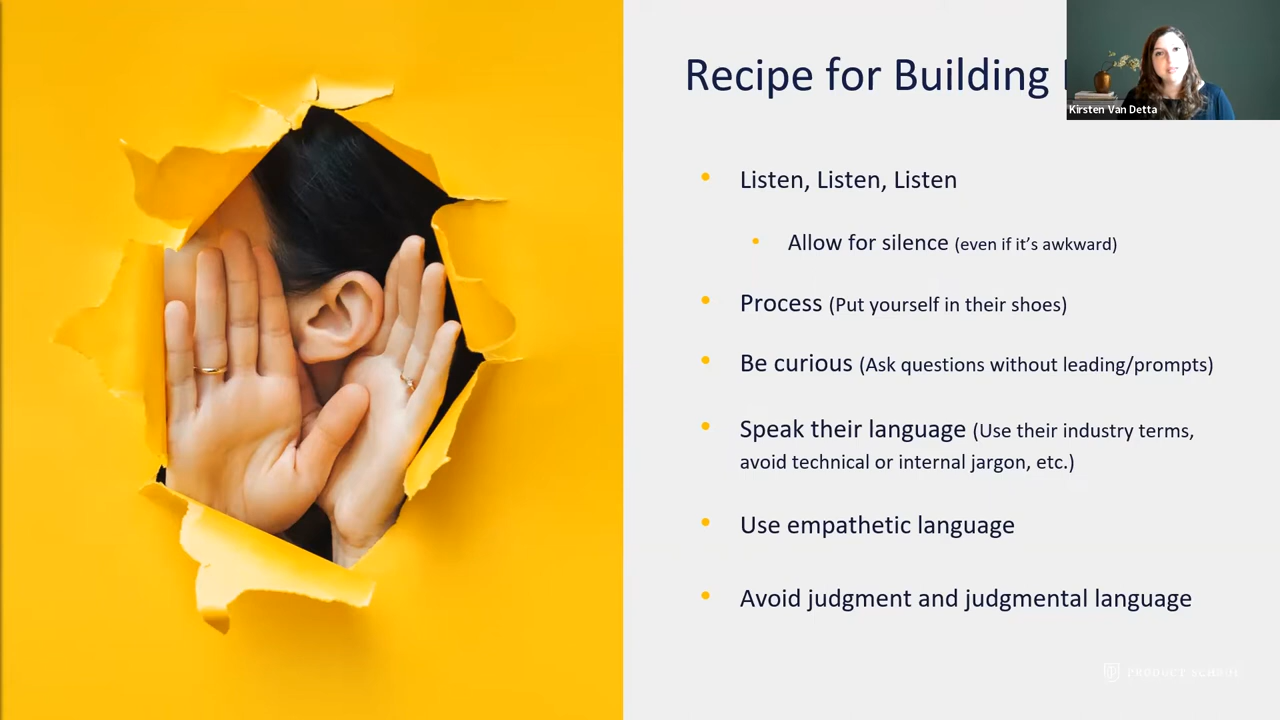 Recipe for Building
Kirsten Van Detta
• Listen, Listen, Listen
• Allow for silence (even if it’s awkward)
• Process (Put yourself in their shoes)
• Be curious (Ask questions without leading/prompts)
• Speak their language (Use their industry terms,
avoid technical or internal jargon, etc.)
• Use empathetic language
• Avoid judgment and judgmental language
PRODUCT SCHOOL